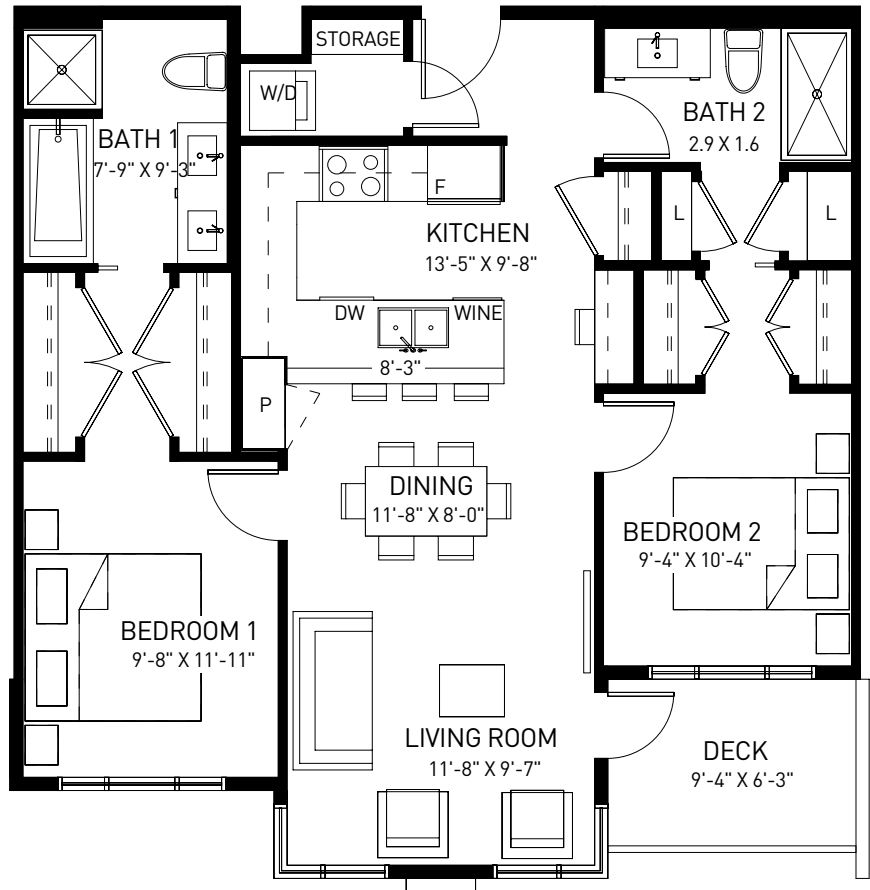 STORAGE
W/D
BATH 1
7'-9" X 9'-3"
BATH 2
2.9 X 1.6
F
L
L
KITCHEN
13'-5" X 9'-8"
DW
WINE
8'-3"
P
DINING
11'-8" X 8'-0"
BEDROOM 2
9'-4" X 10'-4"
BEDROOM 1
9'-8" X 11'-11"
LIVING ROOM
11'-8" X 9'-7"
DECK
9'-4" X 6'-3"